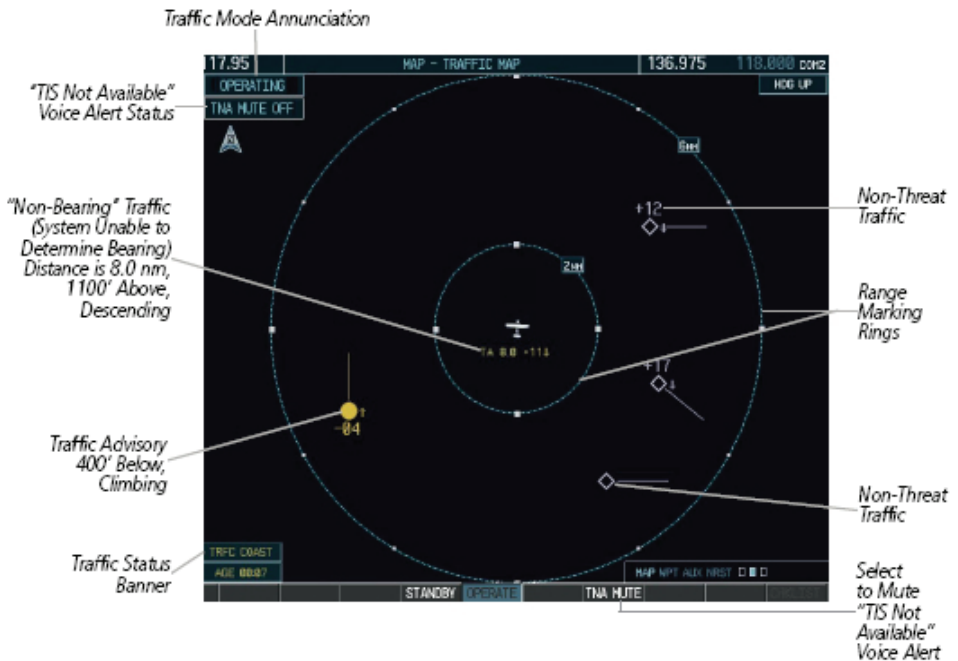 Traffic Mode Annunciation
17.95
MAP - TRAFFIC MAP
136.975
118.000 COM2
OPERATING
HDG UP
"TIS Not Available"
Voice Alert Status
TNA MUTE OFF
N
6NM
"Non-Bearing" Traffic
(System Unable to
Determine Bearing)
Distance is 8.0 nm,
1100' Above,
Descending
+12
Non-Threat
Traffic
2NM
Range
Marking
Rings
TA 8.0 +11↓
+17
-04
Traffic Advisory
400' Below,
Climbing
Non-Threat
Traffic
Traffic Status
Banner
TRFC COAST
AGE 00:07
MAP WPT AUX NRST
STANDBY
OPERATE
TNA MUTE
Select
to Mute
"TIS Not
Available"
Voice Alert